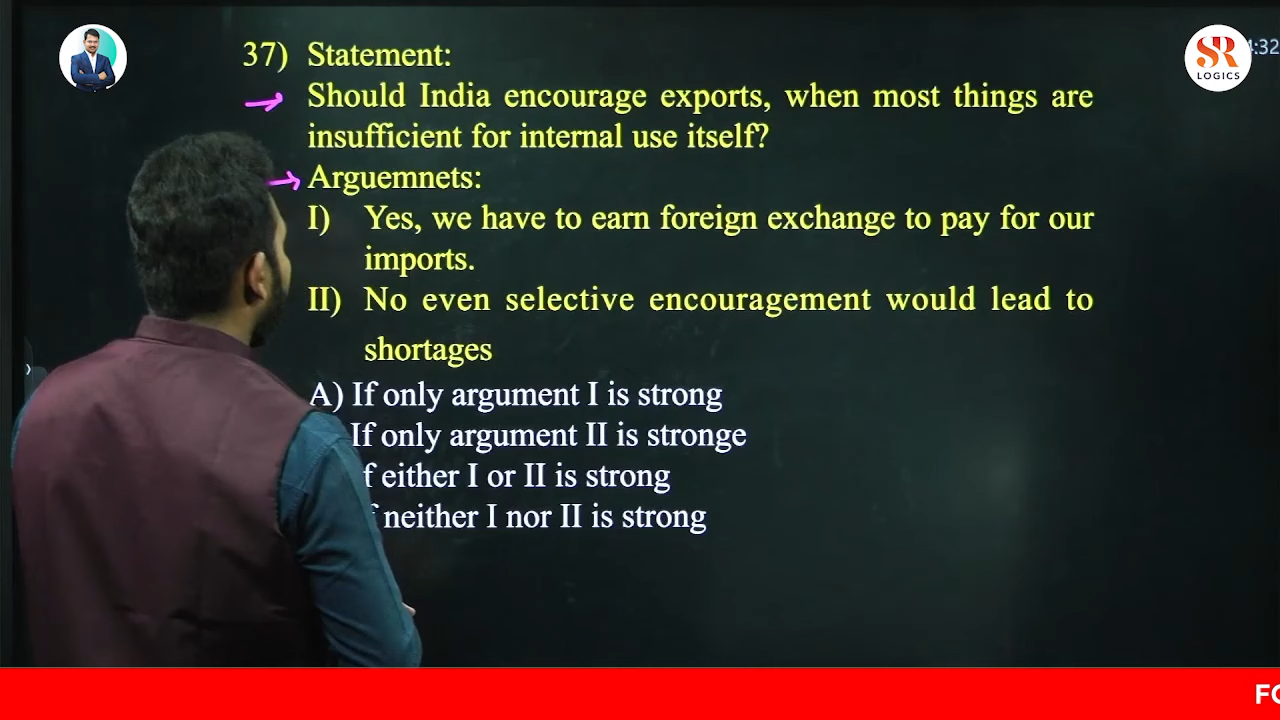 SR
LOGICS
4:32
37) Statement:
Should India encourage exports, when most things are
insufficient for internal use itself?
Arguemnets:
I) Yes, we have to earn foreign exchange to pay for our
imports.
II) No even selective encouragement would lead to
shortages
A) If only argument I is strong
If only argument II is stronge
f either I or II is strong
f neither I nor II is strong
FO